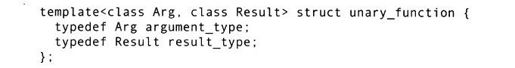 template<class Arg, class Result> struct unary_function {
typedef Arg argument_type;
typedef Result result_type;
};